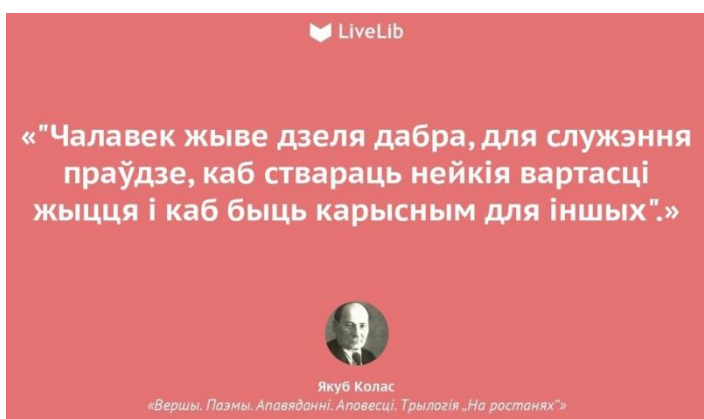 LiveLib
«"Чалавек жыве дзеля дабра, для служэння
праўдзе, каб ствараць нейкія вартасці
жыцця і каб быць карысным для іншых".»
Якуб Колас
«Вершы. Паэмы. Апавяданні. Аповесці. Трылогія „На ростанях“»